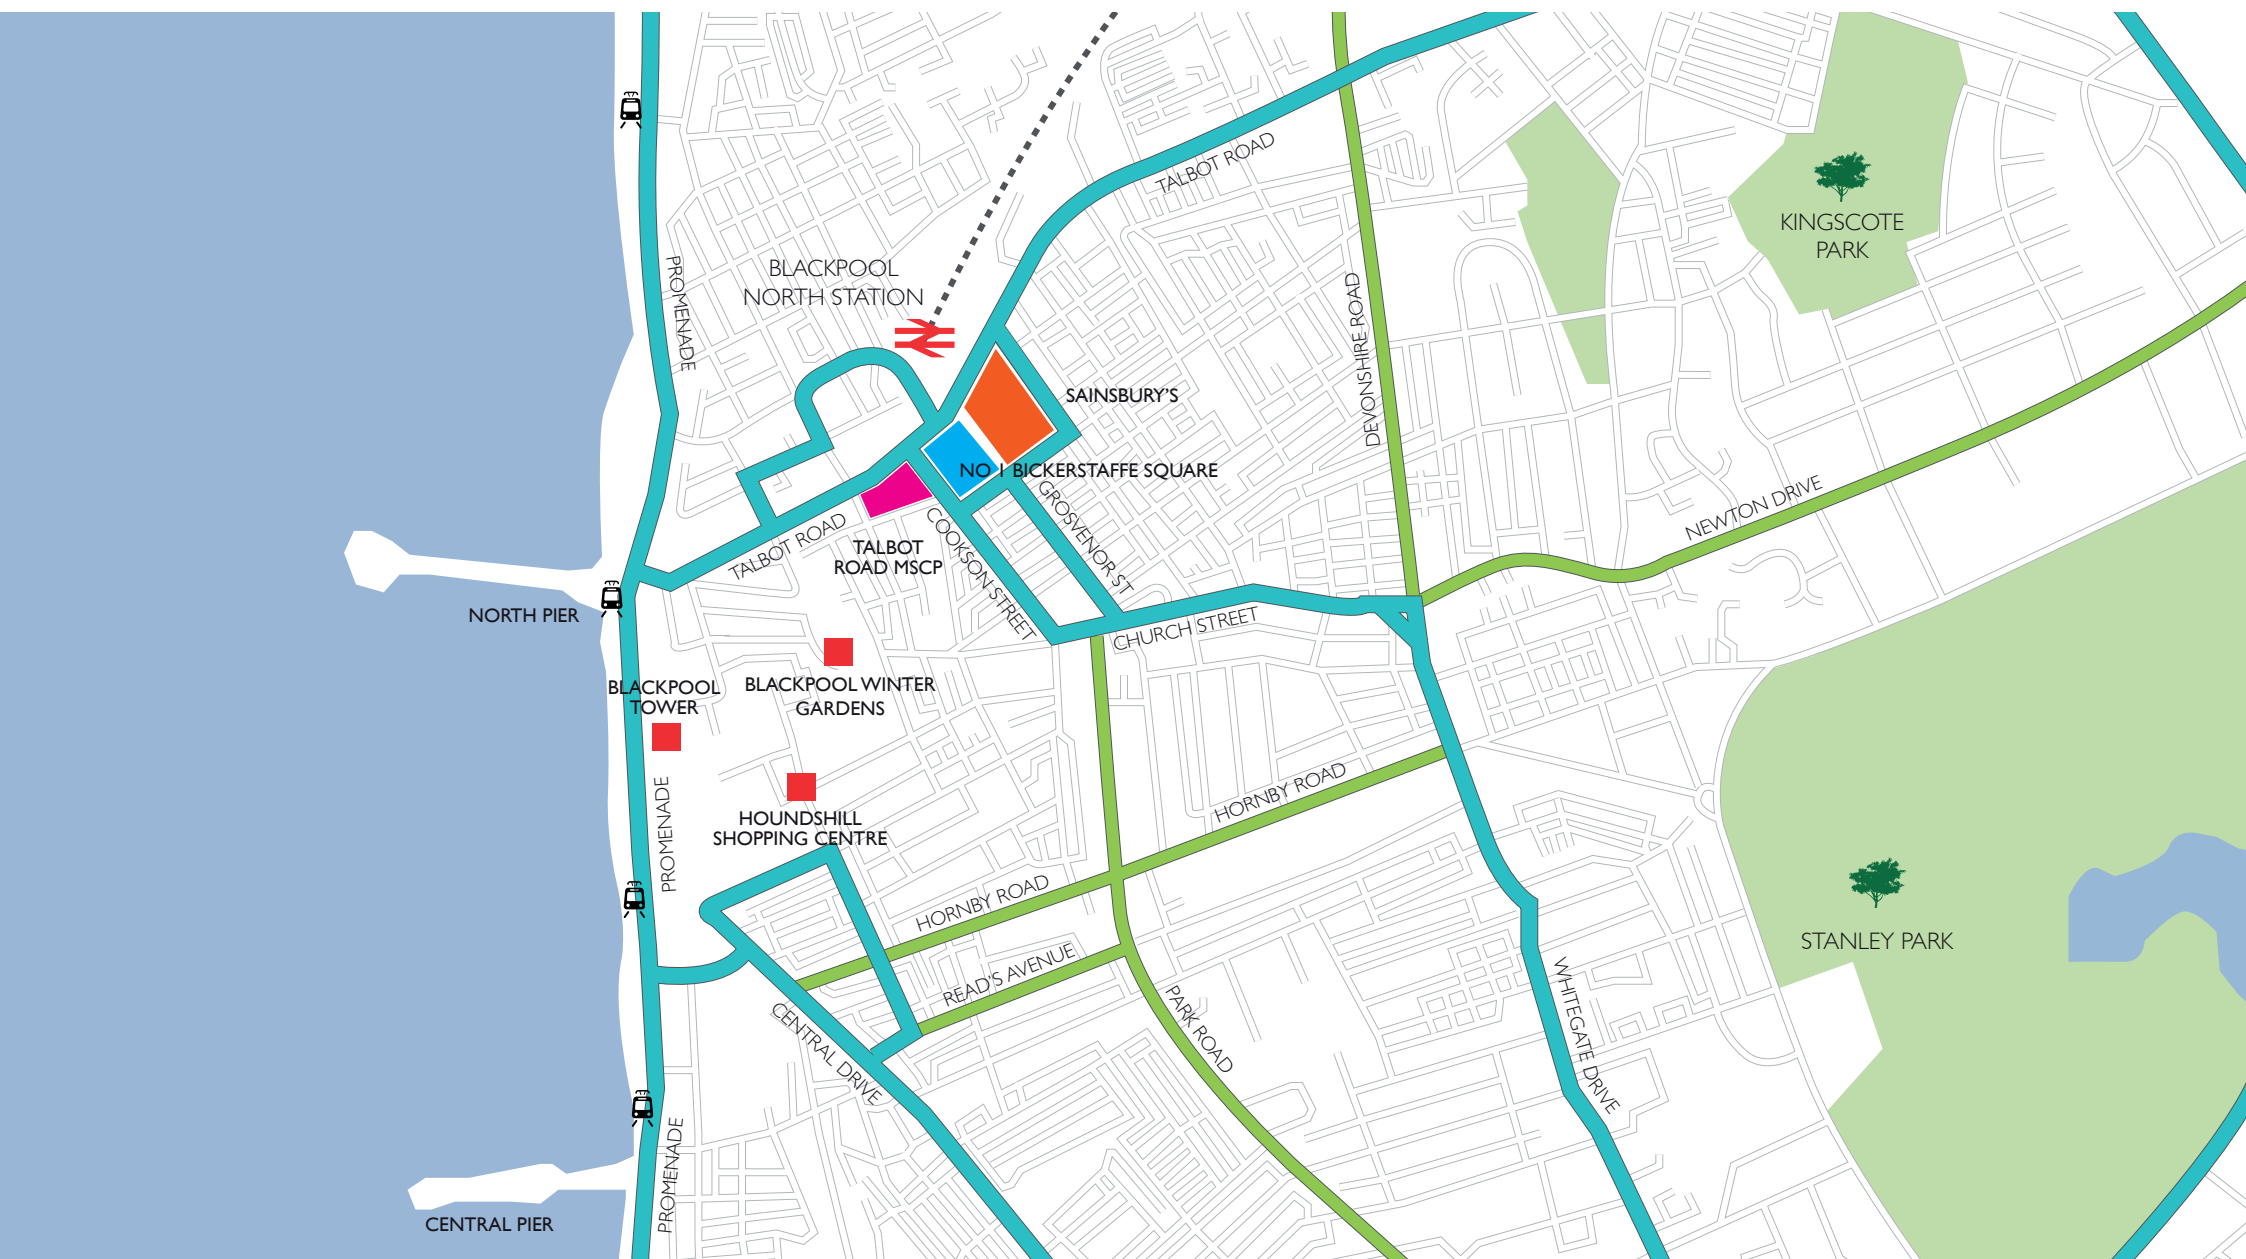 TALBOT ROAD
KINGSCOTE
PARK
BLACKPOOL
NORTH STATION
PROMENADE
DEVONSHIRE ROAD
SAINSBURY'S
NO 1 BICKERSTAFFE SQUARE
GROSVENOR ST
NEWTON DRIVE
TALBOT ROAD
COOKSON STREET
TALBOT
ROAD MSCP
NORTH PIER
CHURCH STREET
BLACKPOOL
TOWER
BLACKPOOL WINTER
GARDENS
HORNBY ROAD
PROMENADE
HOUNDSHILL
SHOPPING CENTRE
HORNBY ROAD
STANLEY PARK
READ'S AVENUE
CENTRAL DRIVE
PARK ROAD
WHITEGATE DRIVE
PROMENADE
CENTRAL PIER